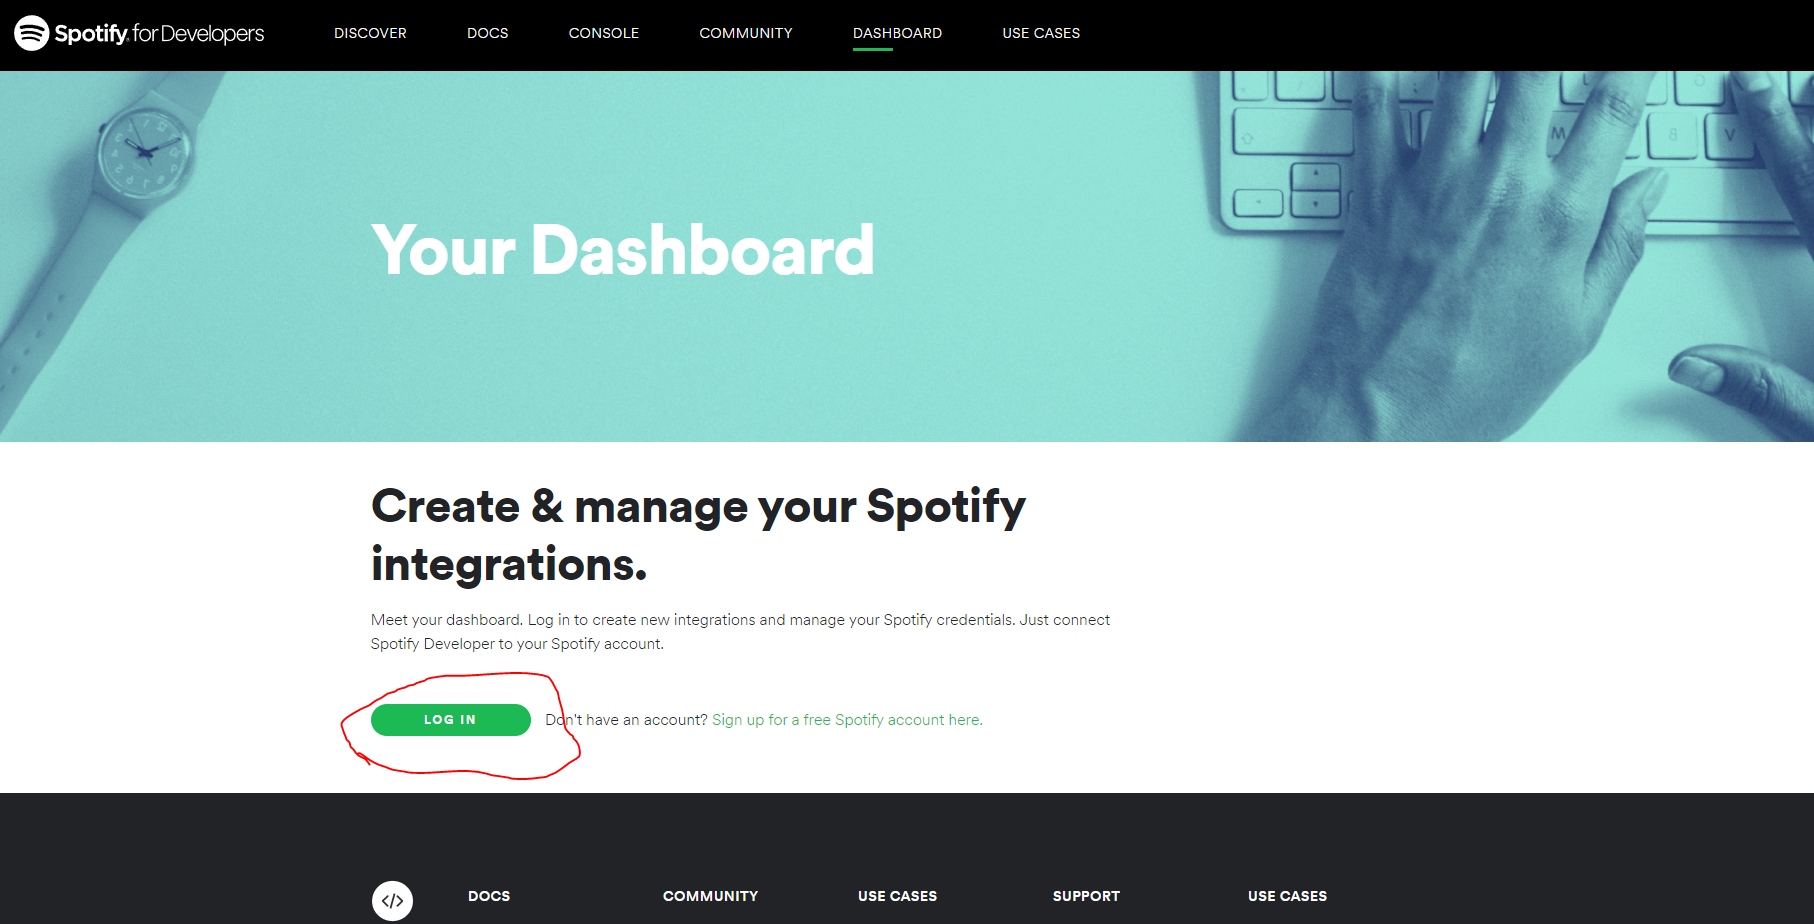 Spotify for Developers
DISCOVER
DOCS
CONSOLE
COMMUNITY
DASHBOARD
USE CASES
Your Dashboard
Create & manage your Spotify
integrations.
Meet your dashboard. Log in to create new integrations and manage your Spotify credentials. Just connect
Spotify Developer to your Spotify account.
LOG IN
Don't have an account? Sign up for a free Spotify account here.
</>
DOCS
COMMUNITY
USE CASES
SUPPORT
USE CASES